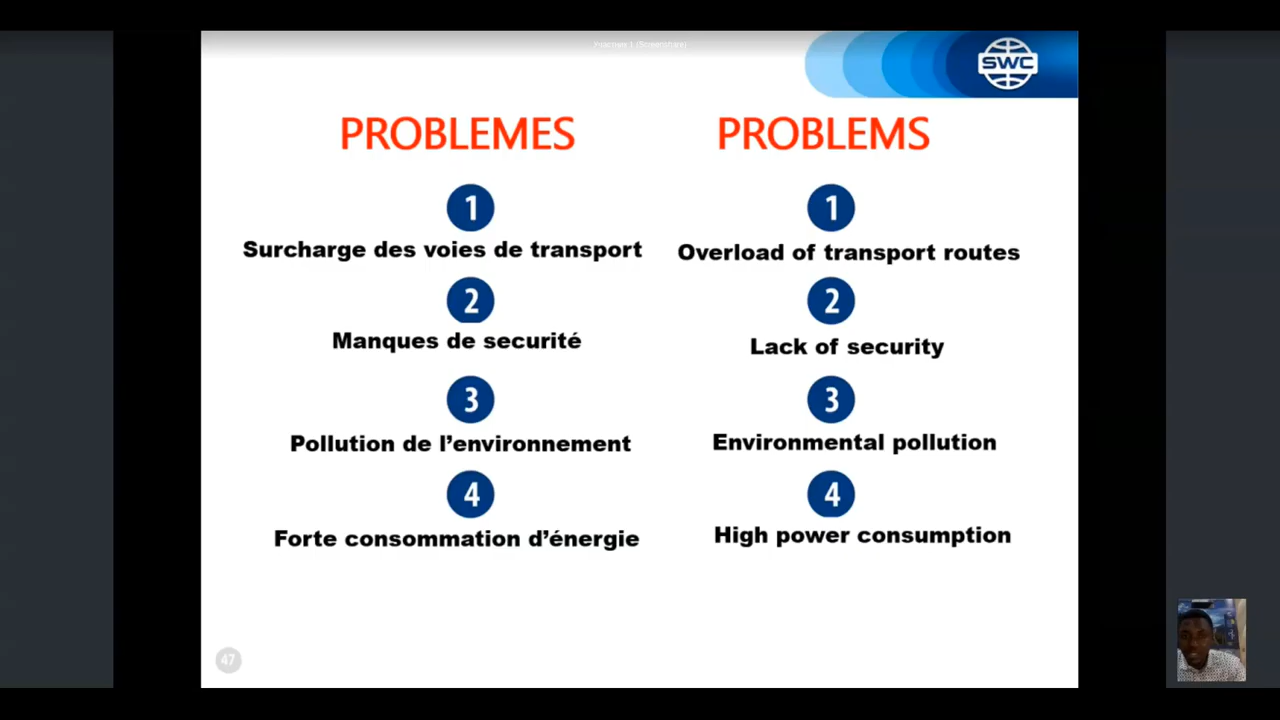 SWC
PROBLEMES
1
Surcharge des voies de transport
2
Manques de securité
3
Pollution de l’environnement
4
Forte consommation d’énergie
PROBLEMS
1
Overload of transport routes
2
Lack of security
3
Environmental pollution
4
High power consumption
47